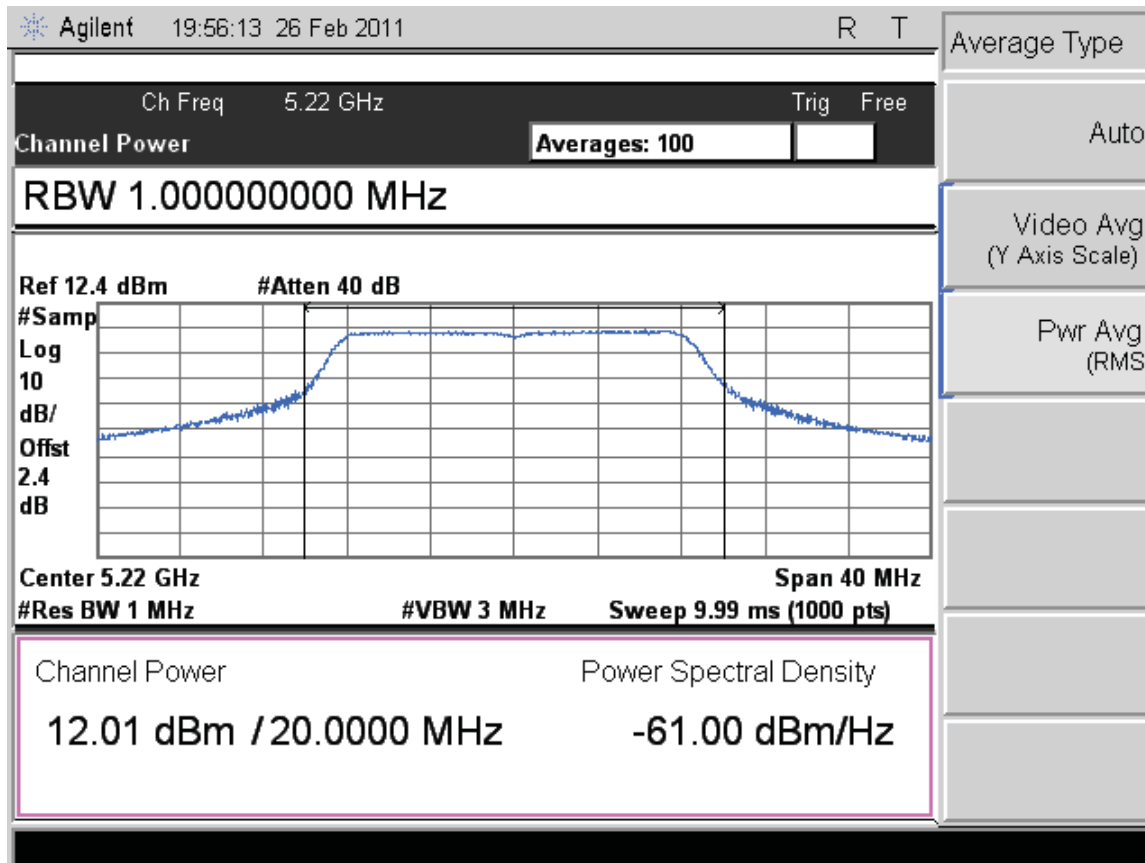 Agilent 19:56:13 26 Feb 2011 R T
Average Type
Ch Freq 5.22 GHz Trig Free
Channel Power Averages: 100
Auto
RBW 1.000000000 MHz
Video Avg
(Y Axis Scale)
Ref 12.4 dBm #Atten 40 dB
#Samp
Log
10
dB/
Offst
2.4
dB
Pwr Avg
(RMS
Center 5.22 GHz Span 40 MHz
#Res BW 1 MHz #VBW 3 MHz Sweep 9.99 ms (1000 pts)
Channel Power Power Spectral Density
12.01 dBm / 20.0000 MHz -61.00 dBm/Hz